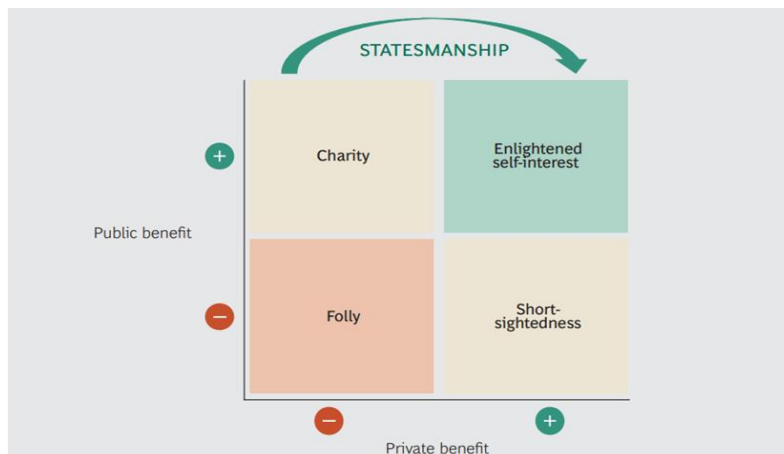 STATESMANSHIP
Charity
Enlightened
self-interest
+
Public benefit
Folly
Short-
sightedness
−
−
+
Private benefit